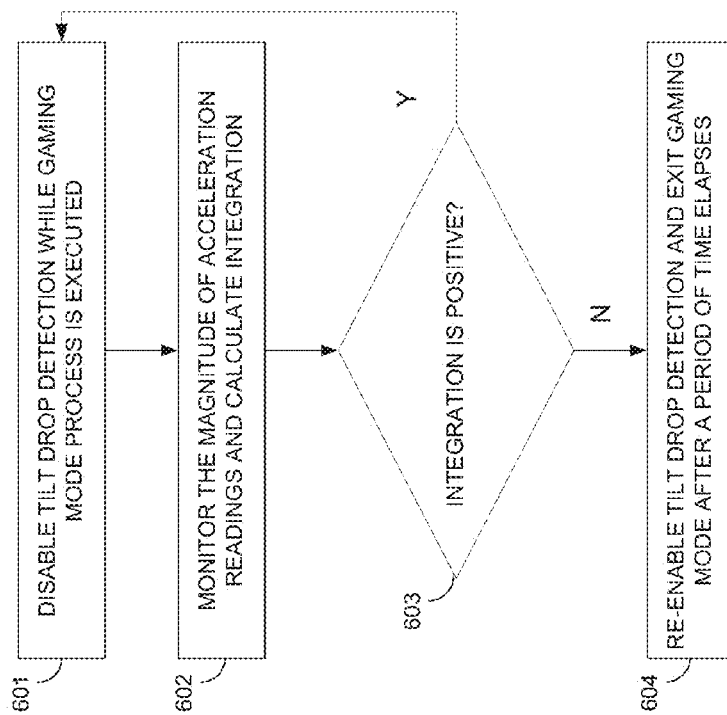 601
DISABLE TILT DROP DETECTION WHILE GAMING
MODE PROCESS IS EXECUTED
602
MONITOR THE MAGNITUDE OF ACCELERATION
READINGS AND CALCULATE INTEGRATION
603
INTEGRATION IS POSITIVE?
Y
N
604
RE-ENABLE TILT DROP DETECTION AND EXIT GAMING
MODE AFTER A PERIOD OF TIME ELAPSES